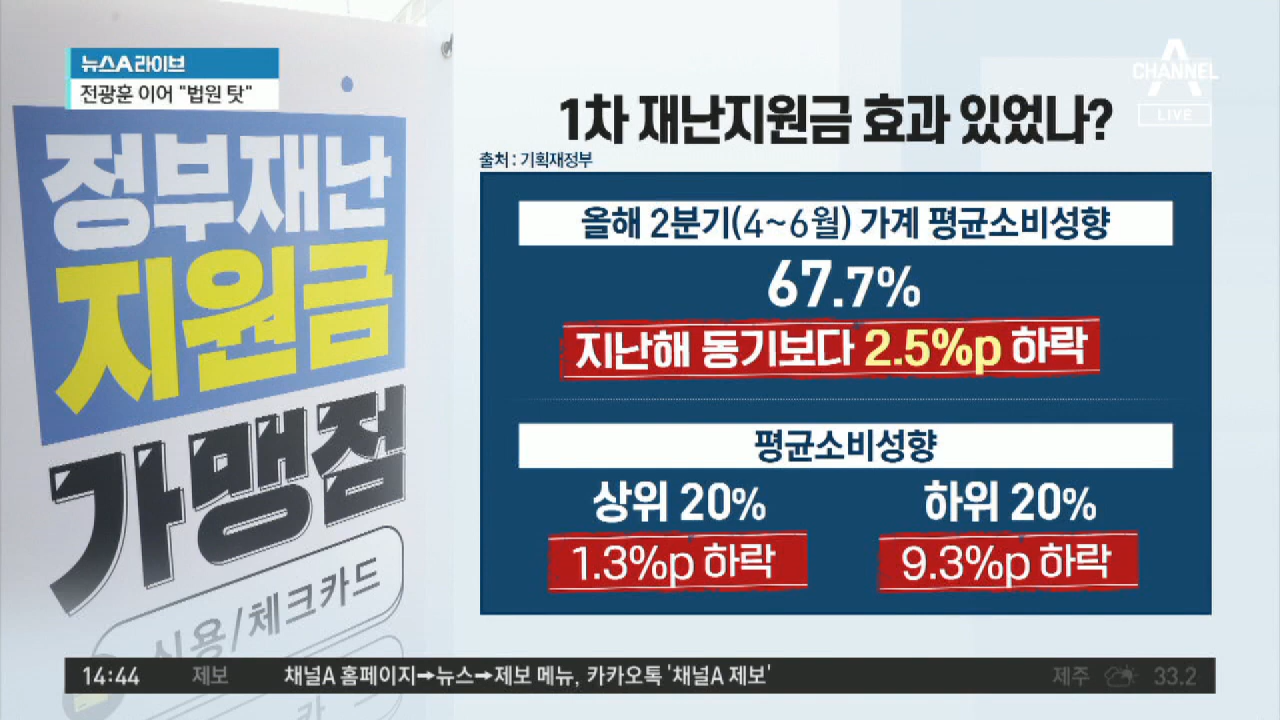 뉴스A 라이브
전광훈 이어 "법원 탓"
CHANNEL A
LIVE
정부재난
지원금
가맹점
신용/체크카드
카
1차 재난지원금 효과 있었나?
출처 : 기획재정부
올해 2분기(4~6월) 가계 평균소비성향
67.7%
지난해 동기보다 2.5%p 하락
평균소비성향
상위 20%
하위 20%
1.3%p 하락
9.3%p 하락
14:44 제보 채널A 홈페이지→뉴스→제보 메뉴, 카카오톡 '채널A 제보' 제주 33.2